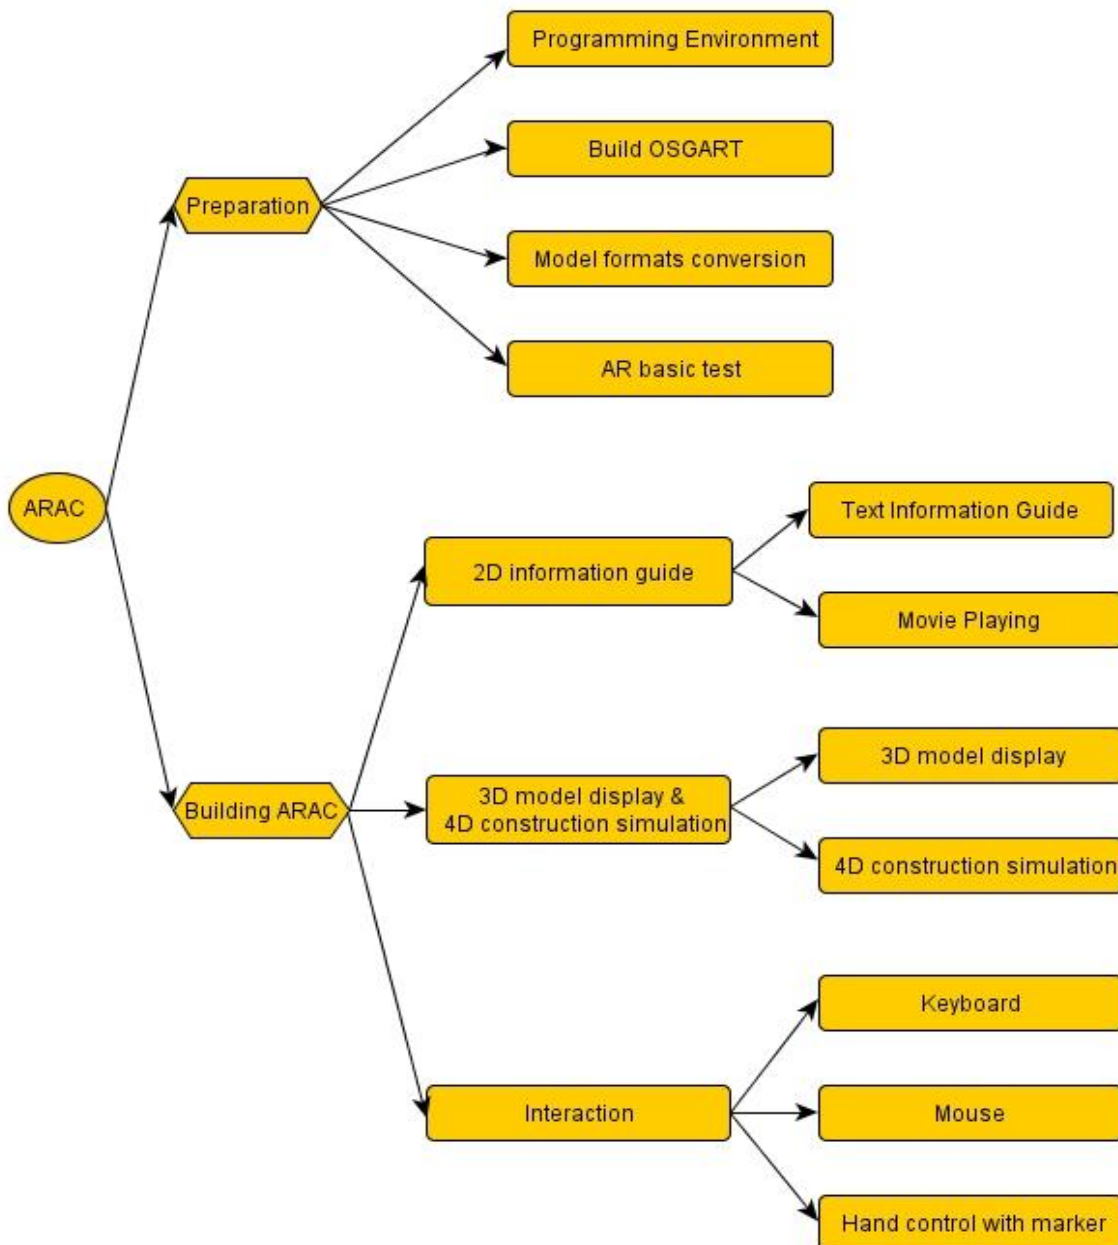 Programming Environment
Build OSGART
Preparation
Model formats conversion
AR basic test
ARAC
Text Information Guide
2D information guide
Movie Playing
3D model display
3D model display &
4D construction simulation
Building ARAC
4D construction simulation
Keyboard
Interaction
Mouse
Hand control with marker